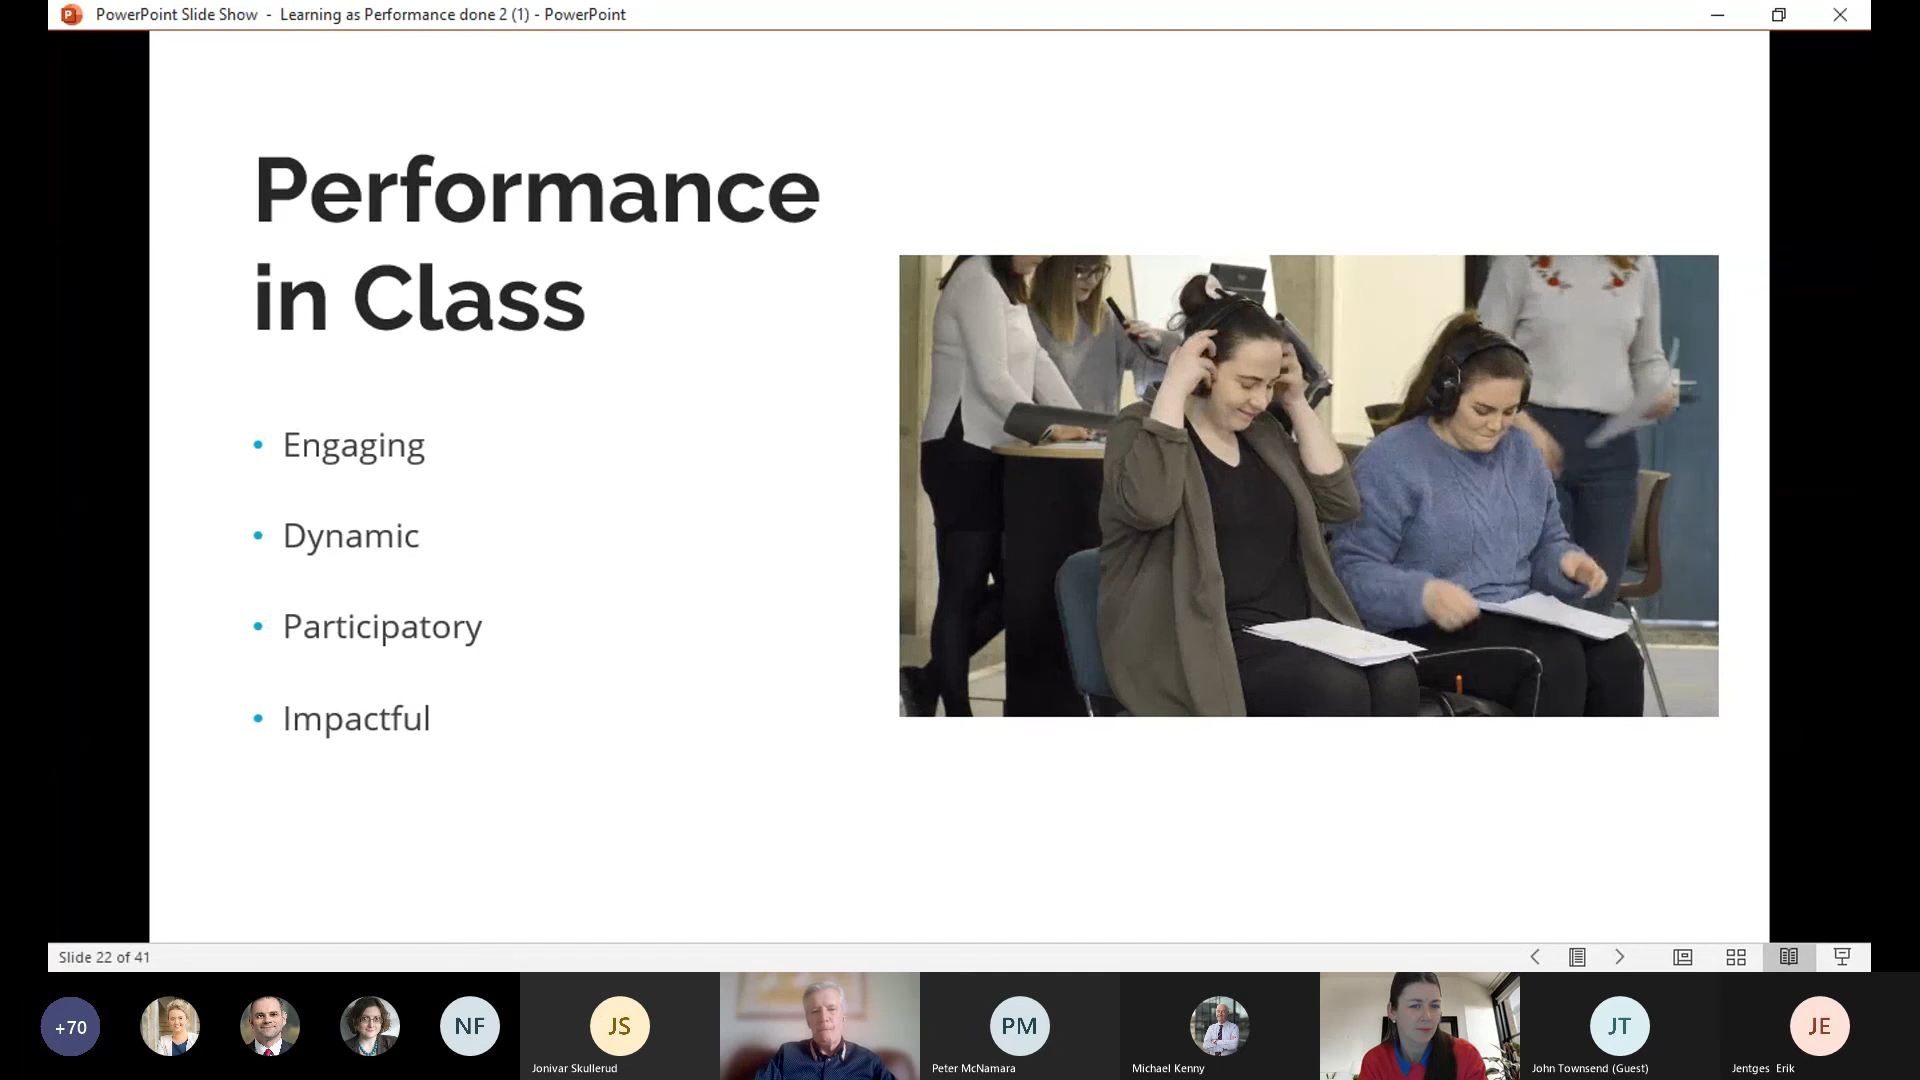 PowerPoint Slide Show - Learning as Performance done 2 (1) - PowerPoint
Performance
in Class
• Engaging
• Dynamic
• Participatory
• Impactful
Slide 22 of 41
+70
NF
JS
PM
JT
JE
Jonivar Skullerud
Peter McNamara
Michael Kenny
John Townsend (Guest)
Jentges Erik